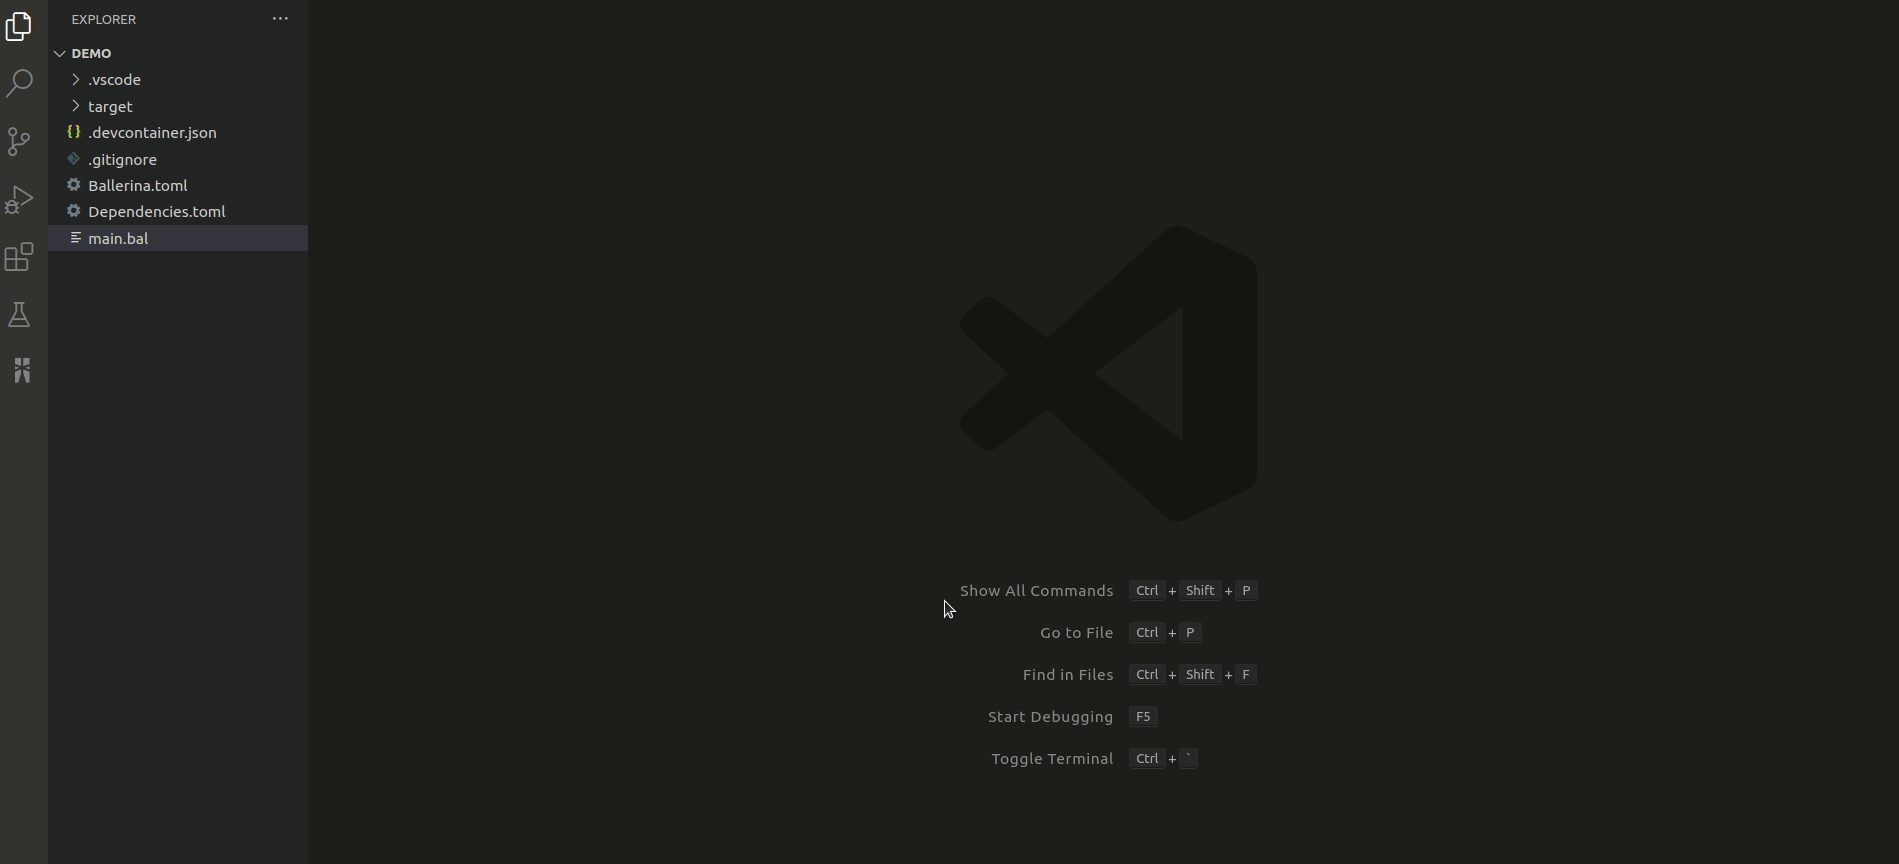 EXPLORER ···
DEMO
.vscode
target
{} .devcontainer.json
.gitignore
Ballerina.toml
Dependencies.toml
main.bal
Show All Commands Ctrl + Shift + P
Go to File Ctrl + P
Find in Files Ctrl + Shift + F
Start Debugging F5
Toggle Terminal Ctrl + `